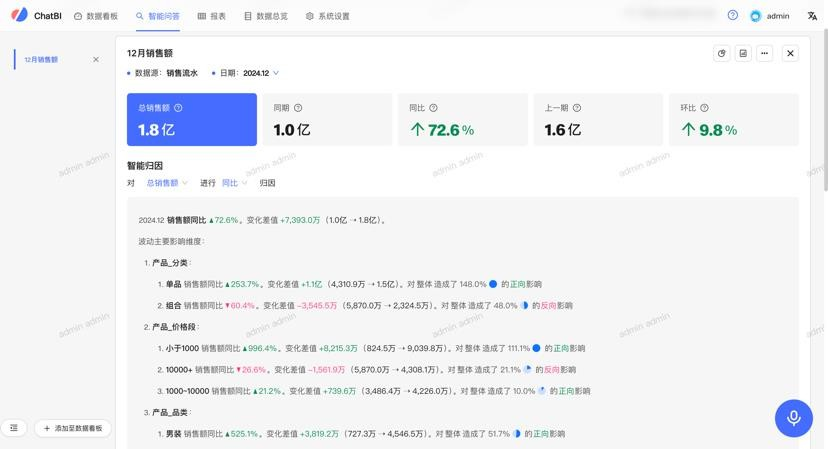 ChatBI
数据看板
智能问答
报表
数据总览
系统设置
admin
12月销售额
12月销售额
数据源：销售流水
日期：2024.12
总销售额
1.8 亿
同期
1.0 亿
同比
72.6 %
上一期
1.6 亿
环比
9.8 %
智能归因
对 总销售额 进行 同比 归因
2024.12 销售额同比 ▲72.6%。变化差值 +7,393.0万（1.0亿 → 1.8亿）。
波动主要影响维度：
1. 产品_分类：
1. 单品 销售额同比 ▲253.7%。变化差值 +1.1亿（4,310.9万 → 1.5亿）。对 整体 造成了 148.0% 的正向影响
2. 组合 销售额同比 ▼60.4%。变化差值 −3,545.5万（5,870.0万 → 2,324.5万）。对 整体 造成了 48.0% 的反向影响
2. 产品_价格段：
1. 小于1000 销售额同比 ▲996.4%。变化差值 +8,215.3万（824.5万 → 9,039.8万）。对 整体 造成了 111.1% 的正向影响
2. 10000+ 销售额同比 ▼26.6%。变化差值 −1,561.9万（5,870.0万 → 4,308.1万）。对 整体 造成了 21.1% 的反向影响
3. 1000~10000 销售额同比 ▲21.2%。变化差值 +739.6万（3,486.4万 → 4,226.0万）。对 整体 造成了 10.0% 的正向影响
3. 产品_品类：
1. 男装 销售额同比 ▲525.1%。变化差值 +3,819.2万（727.3万 → 4,546.5万）。对 整体 造成了 51.7% 的正向影响
添加至数据看板
admin admin
admin admin
admin admin
admin admin
admin admin
admin admin
admin admin